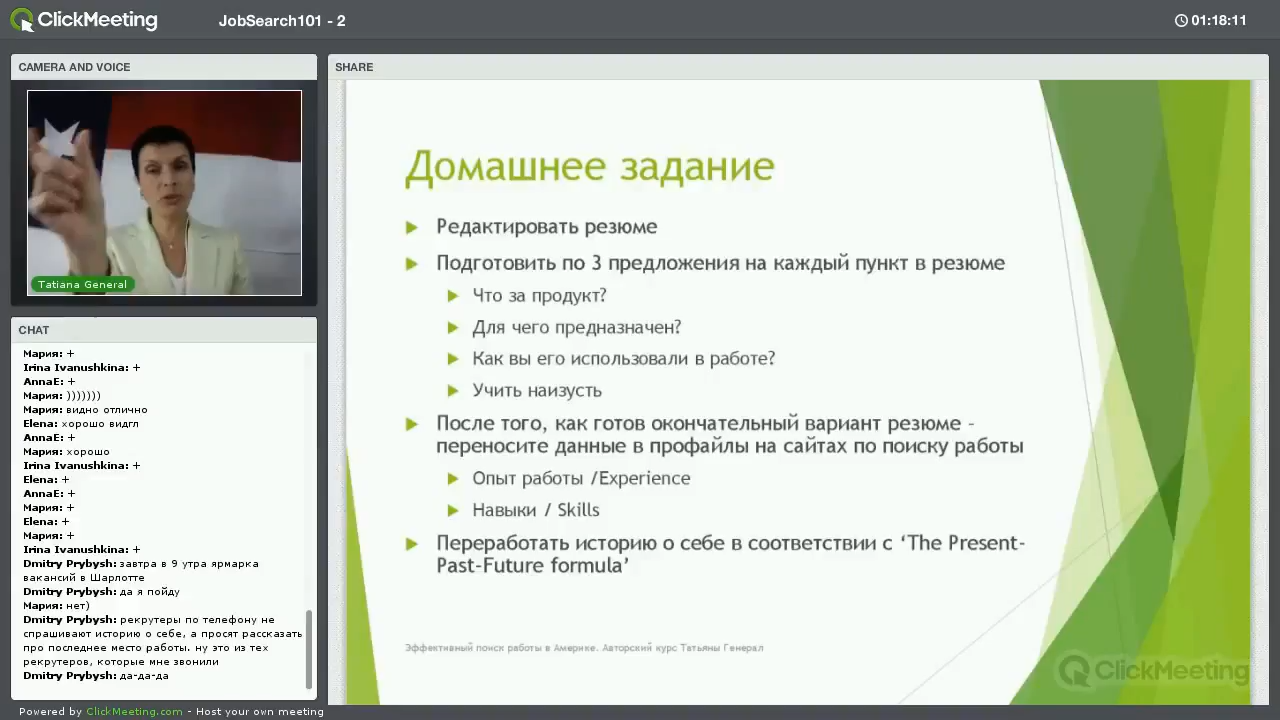 ClickMeeting
JobSearch101 - 2
01:18:11
CAMERA AND VOICE
Tatiana General
CHAT
Мария: +
Irina Ivanushkina: +
AnnaE: +
Мария: )))))))
Мария: видно отлично
Elena: хорошо видгл
AnnaE: +
Мария: хорошо
Irina Ivanushkina: +
Elena: +
AnnaE: +
Мария: +
Elena: +
Мария: +
Irina Ivanushkina: +
Dmitry Prybysh: завтра в 9 утра ярмарка
вакансий в Шарлотте
Dmitry Prybysh: да я пойду
Мария: нет)
Dmitry Prybysh: рекрутеры по телефону не
спрашивают историю о себе, а просят рассказать
про последнее место работы. ну это из тех
рекрутеров, которые мне звонили
Dmitry Prybysh: да-да-да
SHARE
Домашнее задание
Редактировать резюме
Подготовить по 3 предложения на каждый пункт в резюме
Что за продукт?
Для чего предназначен?
Как вы его использовали в работе?
Учить наизусть
После того, как готов окончательный вариант резюме -
переносите данные в профайлы на сайтах по поиску работы
Опыт работы /Experience
Навыки / Skills
Переработать историю о себе в соответствии с ‘The Present-
Past-Future formula’
Эффективный поиск работы в Америке. Авторский курс Татьяны Генерал
ClickMeeting
Powered by ClickMeeting.com - Host your own meeting